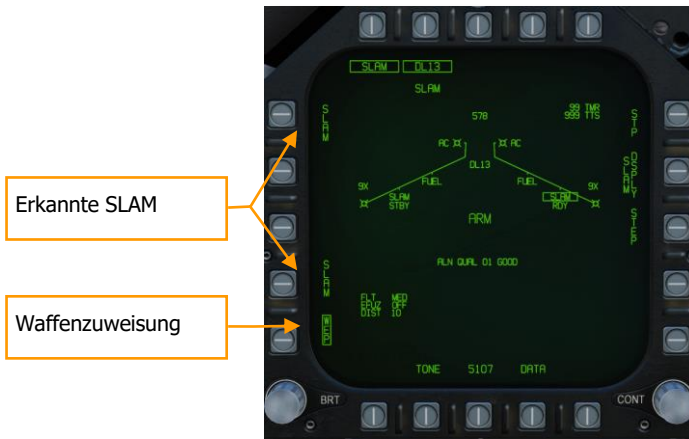 SLAM DL13
SLAM
578
99 TMR
999 TTS
SLAM
STP
AC AC
DL13
DSPLY
SLAM
9X FUEL FUEL 9X
SLAM SLAM
STBY RDY
STEP
Erkannte SLAM
ARM
ALN QUAL 01 GOOD
SLAM
FLT MED
EFUZ OFF
DIST 10
Waffenzuweisung
WEP
TONE 5107 DATA
BRT CONT